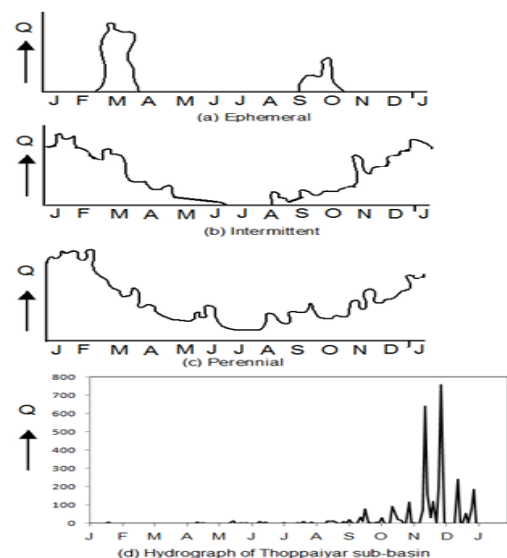 Q
J F M A M J J A S O N D J
(a) Ephemeral
Q
J F M A M J J A S O N D J
(b) Intermittent
Q
J F M A M J J A S O N D J
(c) Perennial
Q
800
700
600
500
400
300
200
100
0
J F M A M J J A S O N D J
(d) Hydrograph of Thoppaiyar sub-basin